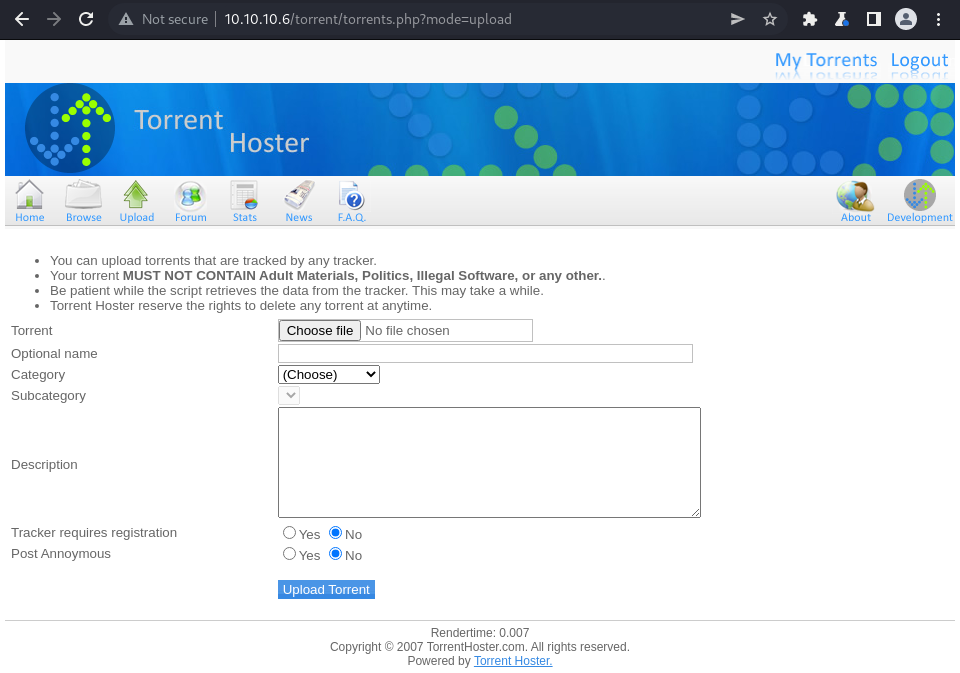 Not secure 10.10.10.6/torrent/torrents.php?mode=upload
My Torrents Logout
Torrent
Hoster
Home Browse Upload Forum Stats News F.A.Q. About Development
You can upload torrents that are tracked by any tracker.
Your torrent MUST NOT CONTAIN Adult Materials, Politics, Illegal Software, or any other..
Be patient while the script retrieves the data from the tracker. This may take a while.
Torrent Hoster reserve the rights to delete any torrent at anytime.
Torrent Choose file No file chosen
Optional name
Category (Choose)
Subcategory
Description
Tracker requires registration Yes No
Post Annoymous Yes No
Upload Torrent
Rendertime: 0.007
Copyright © 2007 TorrentHoster.com. All rights reserved.
Powered by Torrent Hoster.